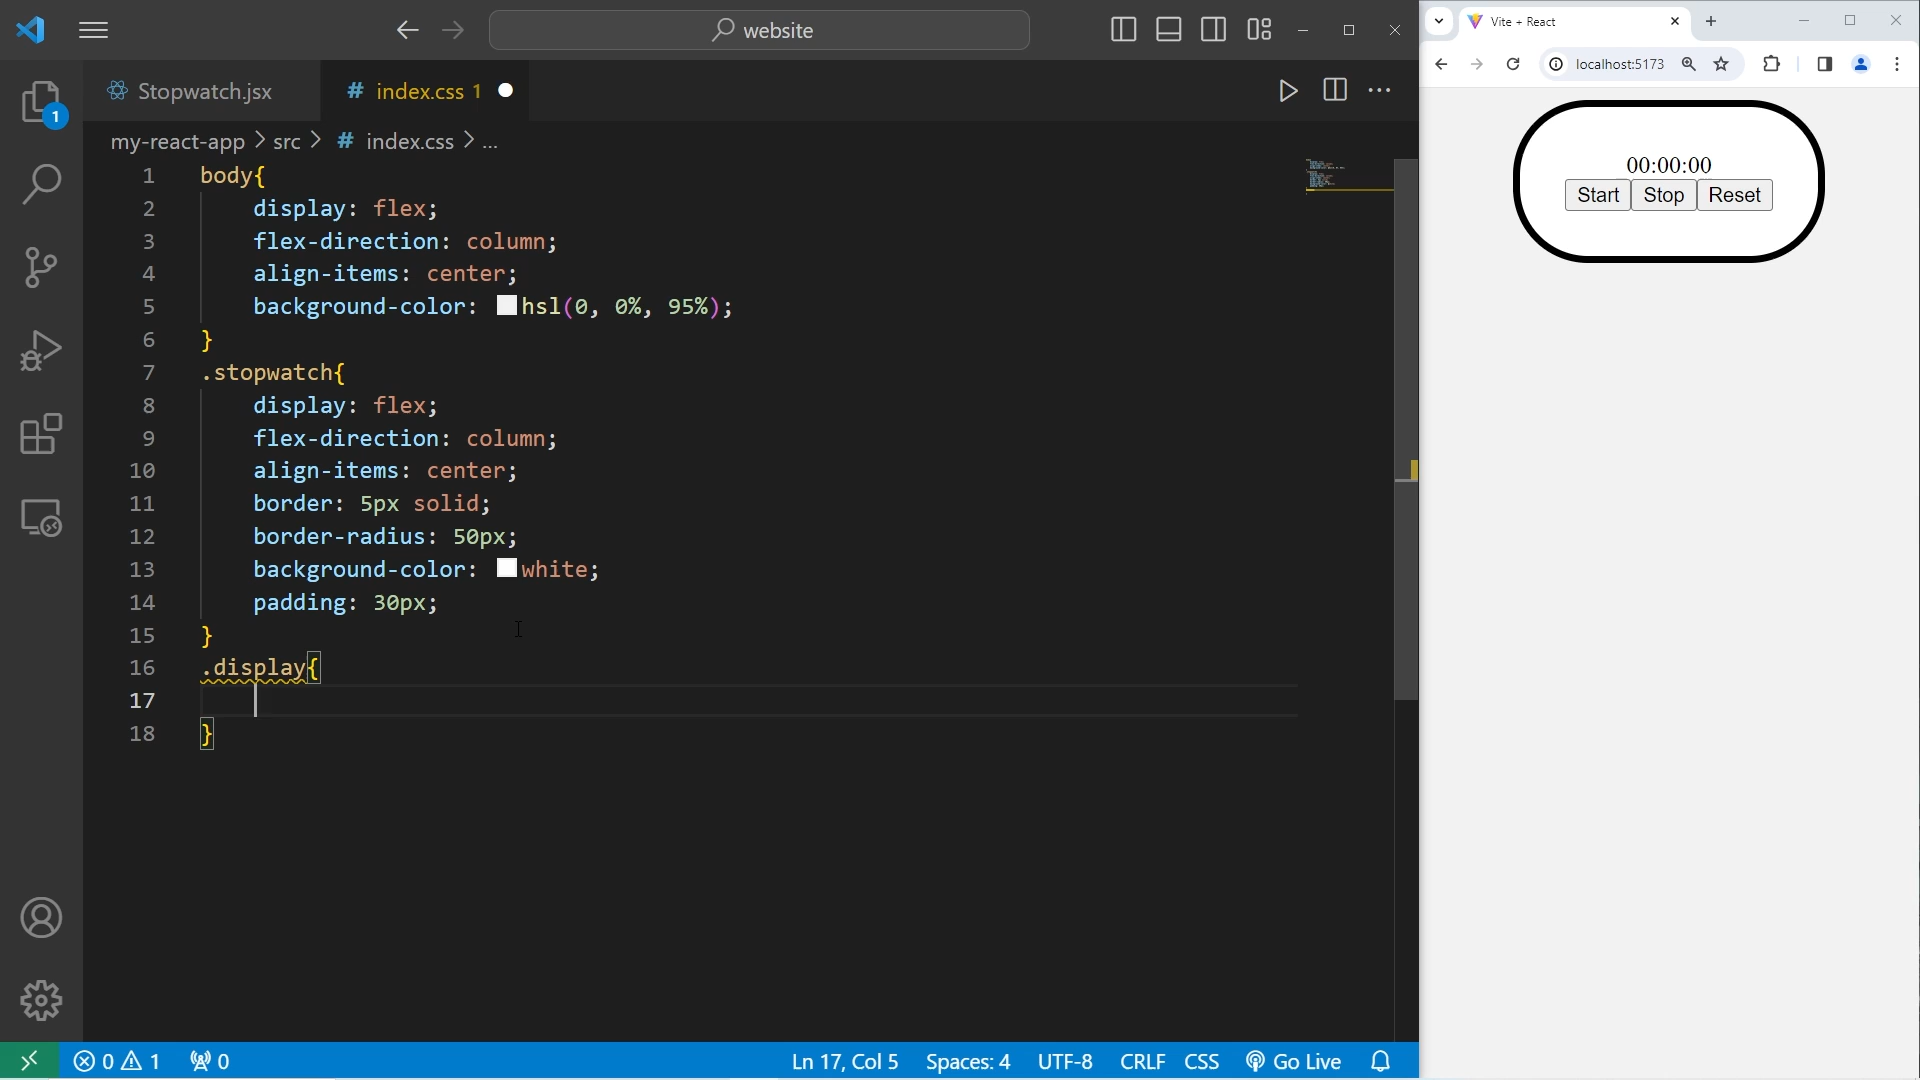 website
Stopwatch.jsx
# index.css 1
my-react-app > src > # index.css > ...
1 body{
2 display: flex;
3 flex-direction: column;
4 align-items: center;
5 background-color: hsl(0, 0%, 95%);
6 }
7 .stopwatch{
8 display: flex;
9 flex-direction: column;
10 align-items: center;
11 border: 5px solid;
12 border-radius: 50px;
13 background-color: white;
14 padding: 30px;
15 }
16 .display{
17
18 }
1
0 1 0
Ln 17, Col 5 Spaces: 4 UTF-8 CRLF CSS Go Live
Vite + React
localhost:5173
00:00:00
Start Stop Reset